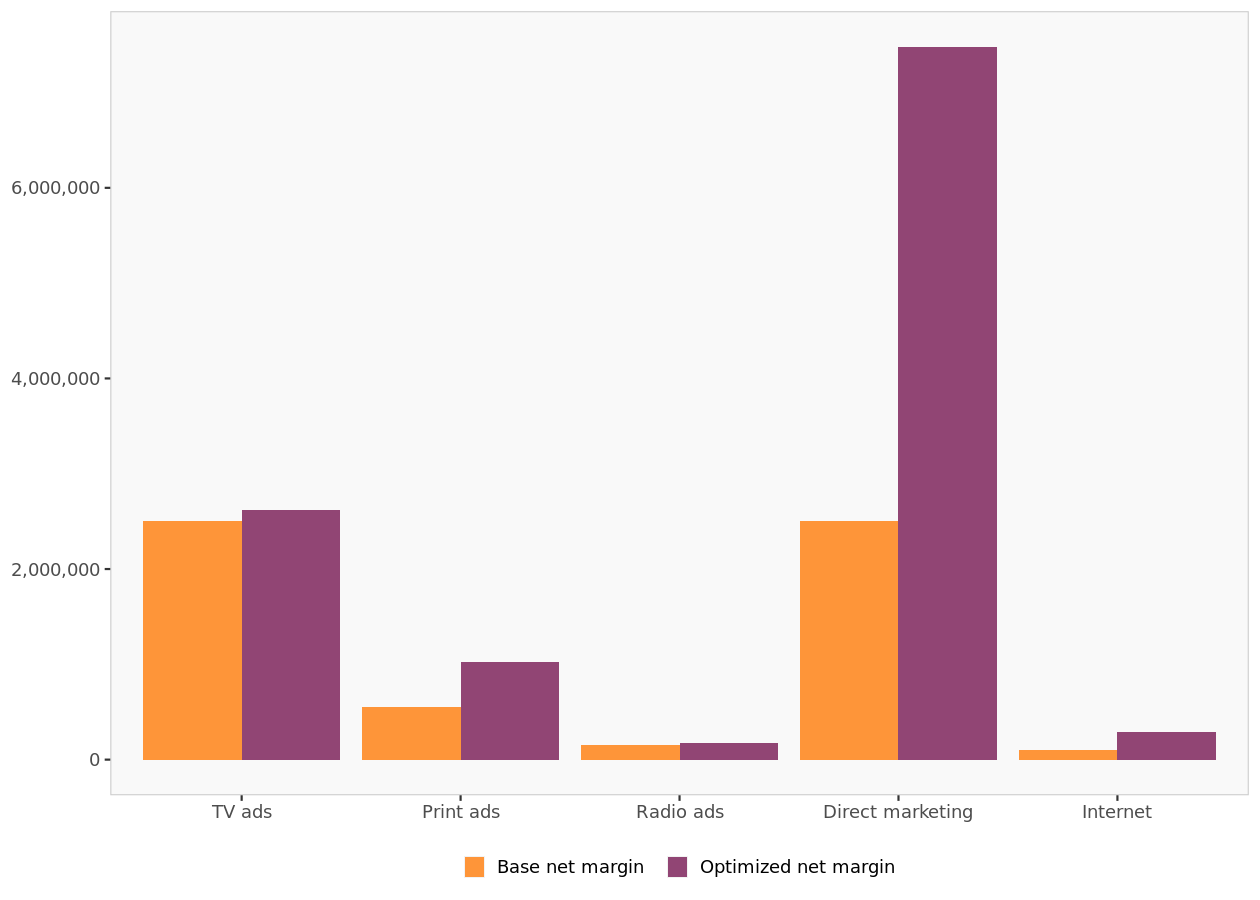 6,000,000
4,000,000
2,000,000
0
TV ads
Print ads
Radio ads
Direct marketing
Internet
Base net margin
Optimized net margin